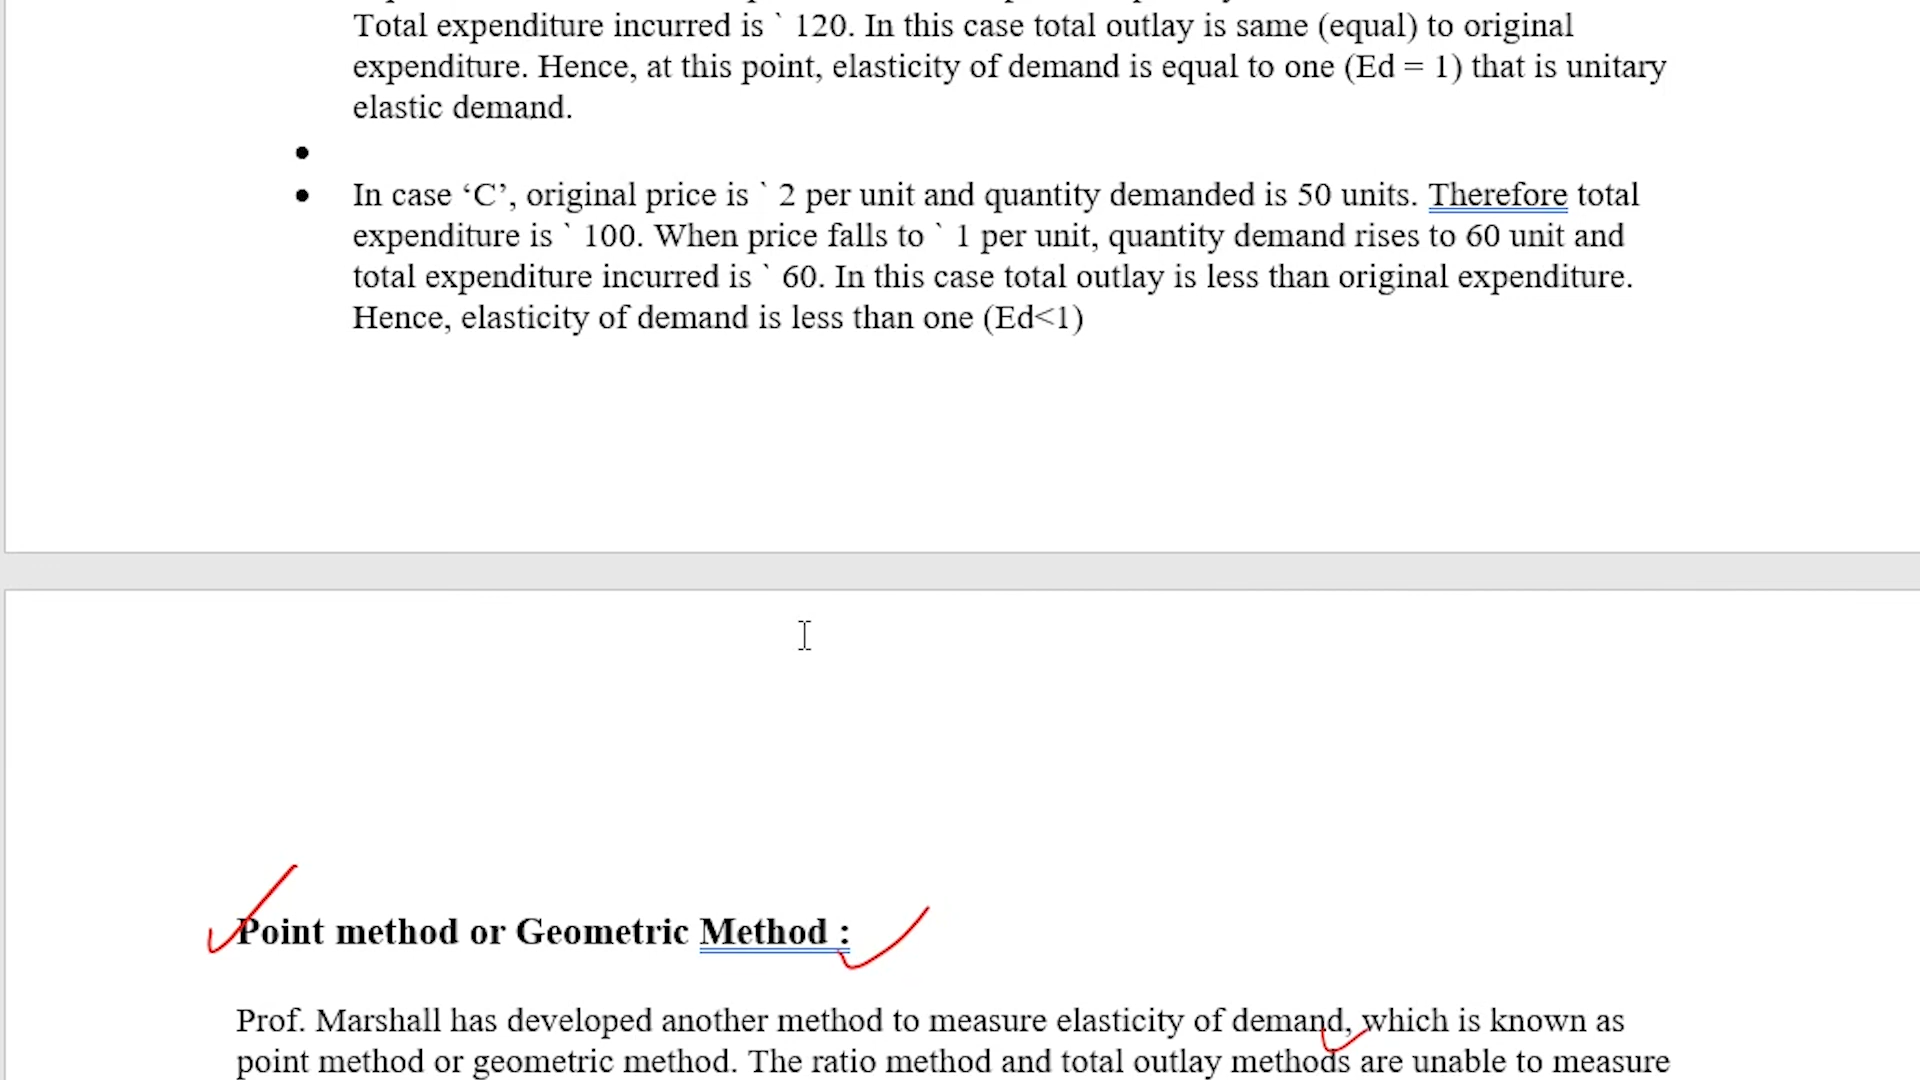 Total expenditure incurred is ` 120. In this case total outlay is same (equal) to original
expenditure. Hence, at this point, elasticity of demand is equal to one (Ed = 1) that is unitary
elastic demand.
•
• In case ‘C’, original price is ` 2 per unit and quantity demanded is 50 units. Therefore total
expenditure is ` 100. When price falls to ` 1 per unit, quantity demand rises to 60 unit and
total expenditure incurred is ` 60. In this case total outlay is less than original expenditure.
Hence, elasticity of demand is less than one (Ed<1)
Point method or Geometric Method :
Prof. Marshall has developed another method to measure elasticity of demand, which is known as
point method or geometric method. The ratio method and total outlay methods are unable to measure